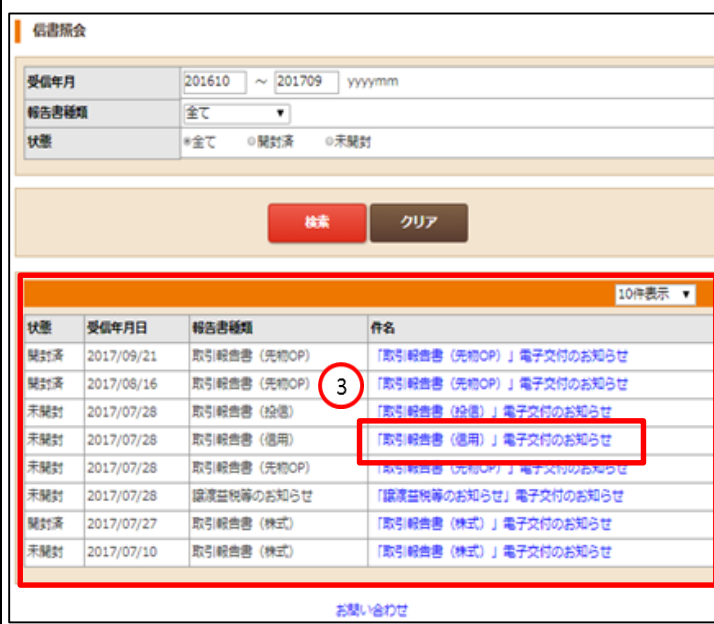 信書照会
受信年月 201610 ～ 201709 yyyymm
報告書種類 全て ▼
状態 全て 開封済 未開封
検索 クリア
10件表示 ▼
状態 受信年月日 報告書種類 件名
開封済 2017/09/21 取引報告書（先物OP） 「取引報告書（先物OP）」電子交付のお知らせ
開封済 2017/08/16 取引報告書（先物OP） 「取引報告書（先物OP）」電子交付のお知らせ
3
未開封 2017/07/28 取引報告書（投信） 「取引報告書（投信）」電子交付のお知らせ
未開封 2017/07/28 取引報告書（信用） 「取引報告書（信用）」電子交付のお知らせ
未開封 2017/07/28 取引報告書（先物OP） 「取引報告書（先物OP）」電子交付のお知らせ
未開封 2017/07/28 譲渡益税等のお知らせ 「譲渡益税等のお知らせ」電子交付のお知らせ
開封済 2017/07/27 取引報告書（株式） 「取引報告書（株式）」電子交付のお知らせ
未開封 2017/07/10 取引報告書（株式） 「取引報告書（株式）」電子交付のお知らせ
お問い合わせ